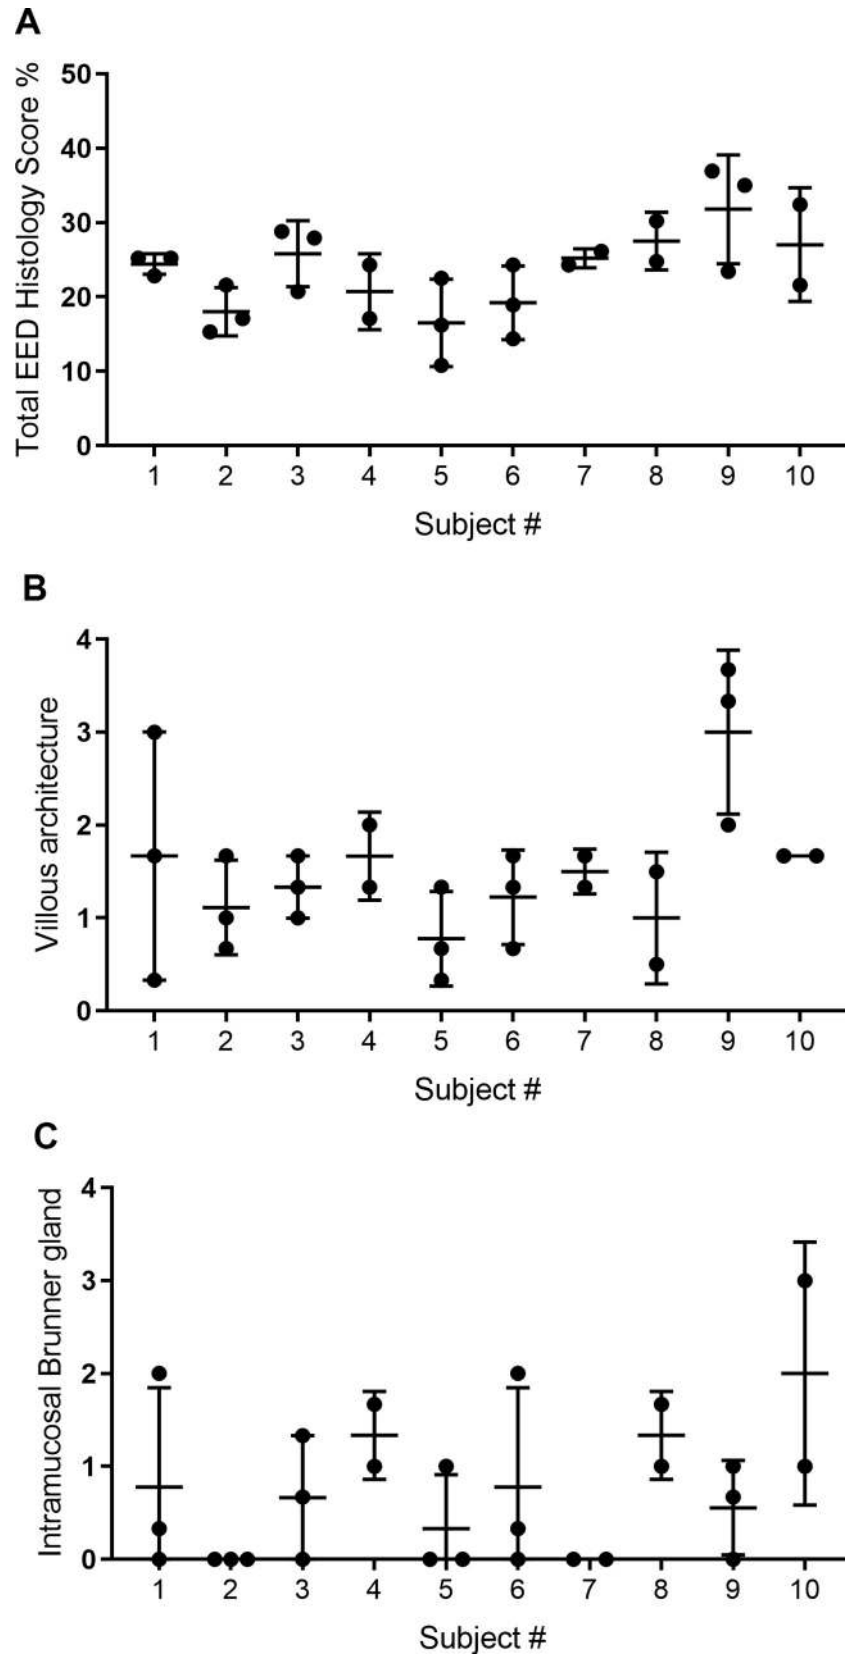 A
Total EED Histology Score %
50
40
30
20
10
0
1 2 3 4 5 6 7 8 9 10
Subject #
B
Villous architecture
4
3
2
1
0
1 2 3 4 5 6 7 8 9 10
Subject #
C
Intramucosal Brunner gland
4
3
2
1
0
1 2 3 4 5 6 7 8 9 10
Subject #